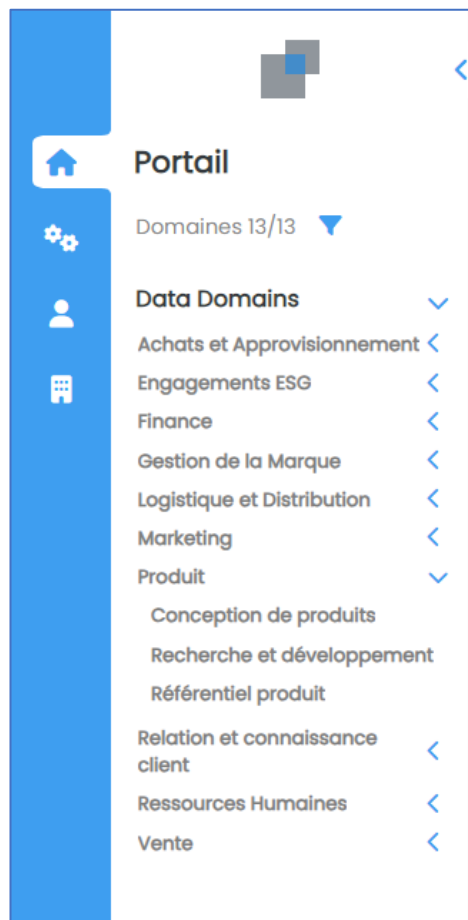 Portail
Domaines 13/13
Data Domains
Achats et Approvisionnement
Engagements ESG
Finance
Gestion de la Marque
Logistique et Distribution
Marketing
Produit
Conception de produits
Recherche et développement
Référentiel produit
Relation et connaissance
client
Ressources Humaines
Vente